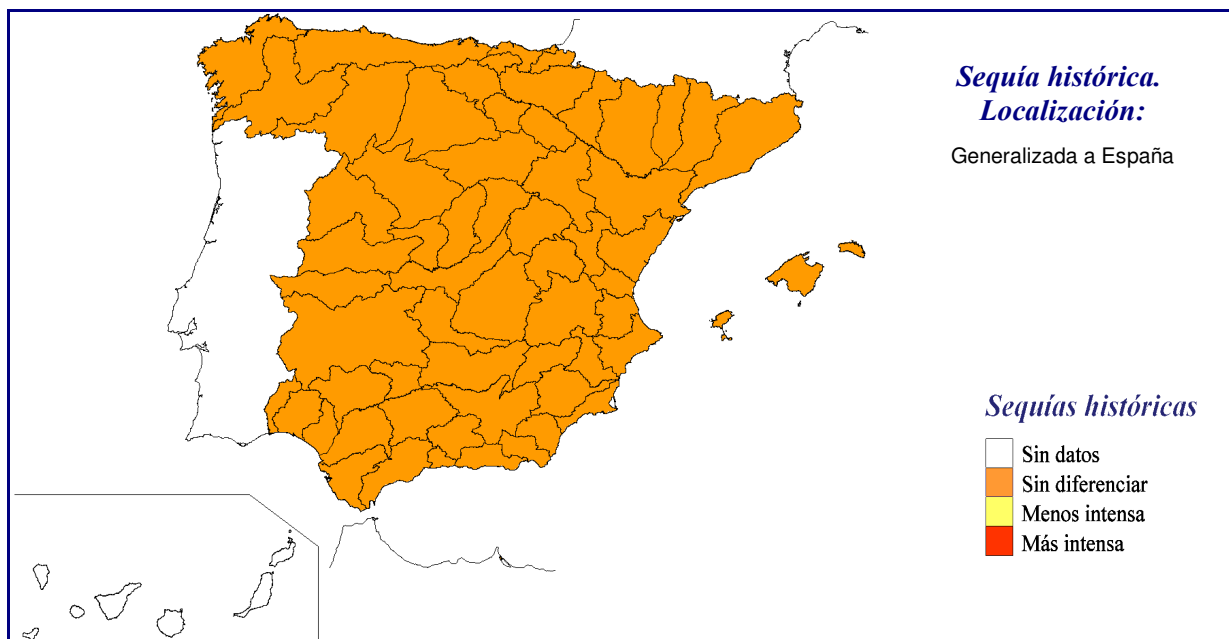 Sequía histórica.
Localización:
Generalizada a España
Sequías históricas
Sin datos
Sin diferenciar
Menos intensa
Más intensa